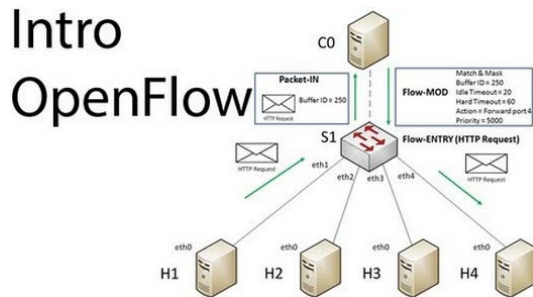 Intro
OpenFlow
C0
Packet-IN
Buffer ID = 250
HTTP Request
Flow-MOD
Match & Mask
Buffer ID = 250
Idle Timeout = 20
Hard Timeout = 60
Action = Forward port 4
Priority = 5000
S1
Flow-ENTRY (HTTP Request)
HTTP Request
HTTP Request
eth1
eth2
eth3
eth4
eth0
eth0
eth0
eth0
H1
H2
H3
H4